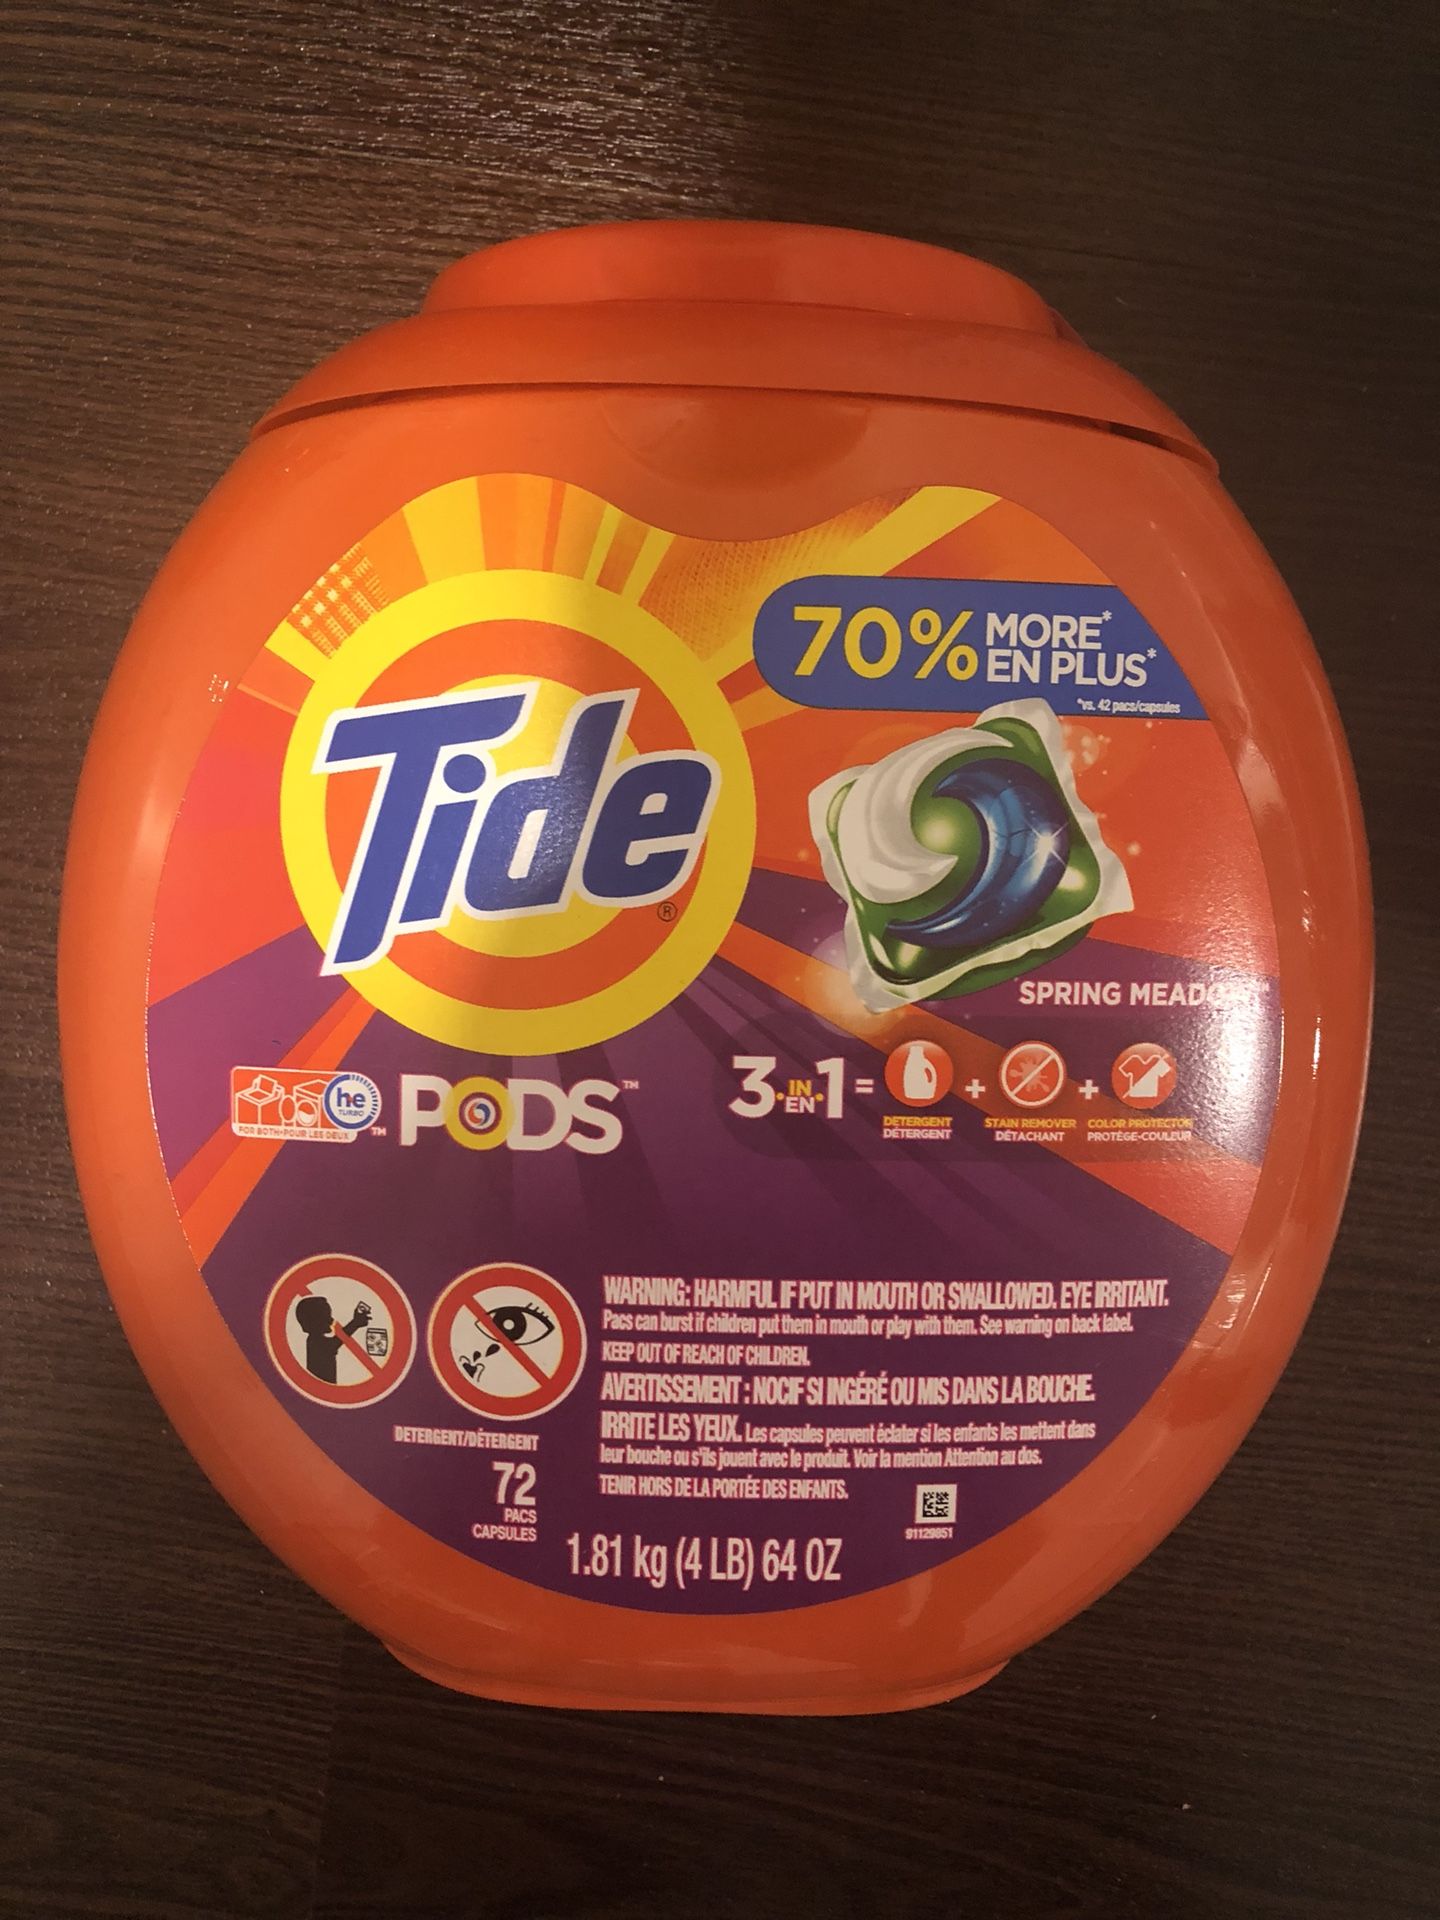 70% MORE*
EN PLUS*
*vs. 42 pacs/capsules
Tide®
SPRING
he
TURBO
FOR BOTH•POUR LES DEUX
™
PODS™
3•IN•1 =
EN
DETERGENT + STAIN REMOVER + COLOR PROTECTOR
DÉTERGENT DÉTACHANT PROTÈGE-COULEUR
WARNING: HARMFUL IF PUT IN MOUTH OR SWALLOWED. EYE IRRITANT.
Pacs can burst if children put them in mouth or play with them. See warning on back label.
KEEP OUT OF REACH OF CHILDREN.
AVERTISSEMENT : NOCIF SI INGÉRÉ OU MIS DANS LA BOUCHE.
IRRITE LES YEUX. Les capsules peuvent éclater si les enfants les mettent dans
leur bouche ou s'ils jouent avec le produit. Voir la mention Attention au dos.
TENIR HORS DE LA PORTÉE DES ENFANTS.
DETERGENT/DÉTERGENT
72
PACS
CAPSULES
1.81 kg (4 LB) 64 OZ
91129851